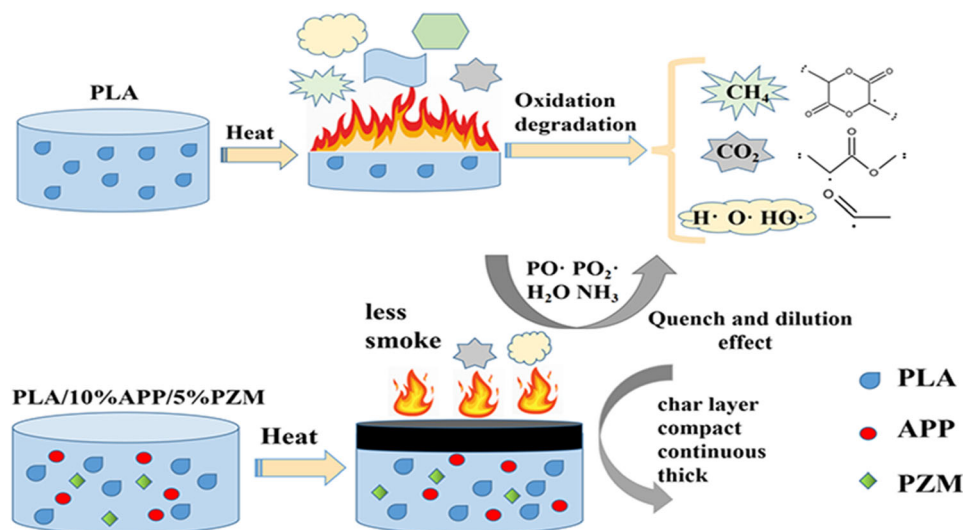 PLA
Heat
Oxidation
degradation
CH₄
CO₂
H· O· HO·
O
O
O
O
O
O
O
PO· PO₂·
H₂O NH₃
Quench and dilution
effect
less
smoke
PLA/10%APP/5%PZM
Heat
char layer
compact
continuous
thick
PLA
APP
PZM